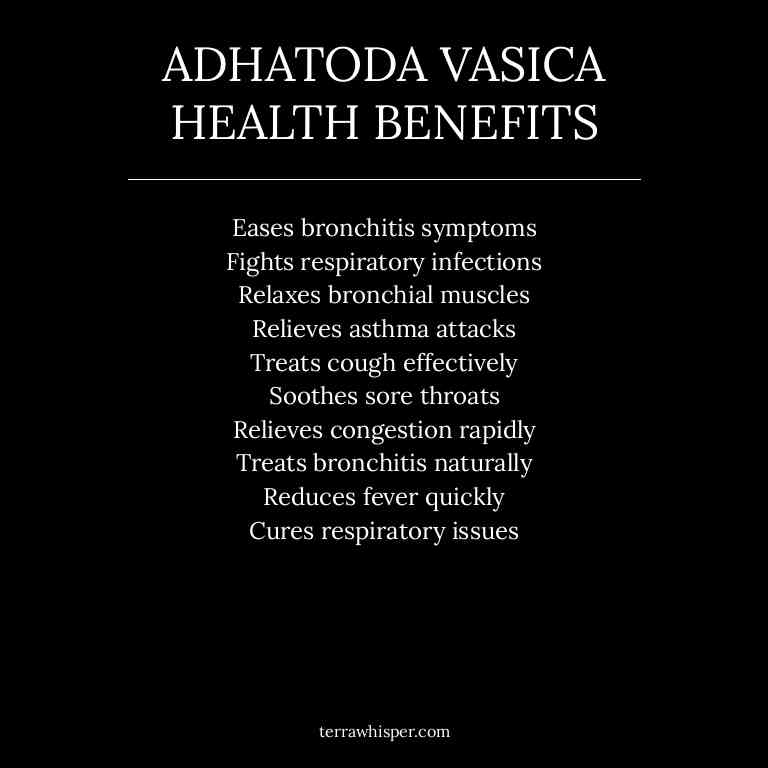 ADHATODA VASICA
HEALTH BENEFITS
Eases bronchitis symptoms
Fights respiratory infections
Relaxes bronchial muscles
Relieves asthma attacks
Treats cough effectively
Soothes sore throats
Relieves congestion rapidly
Treats bronchitis naturally
Reduces fever quickly
Cures respiratory issues
terrawhisper.com